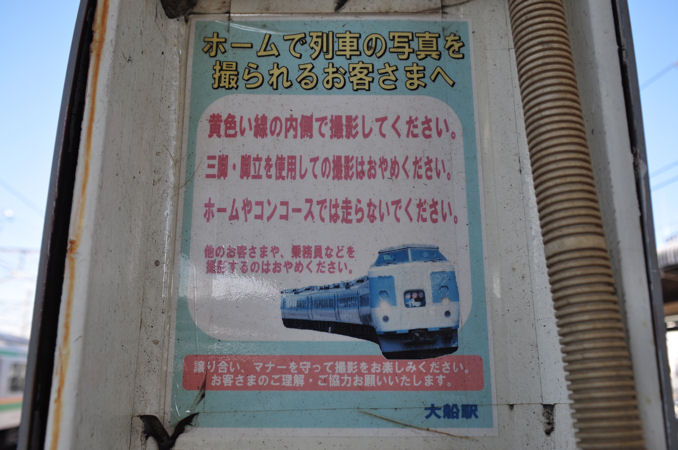 ホームで列車の写真を
撮られるお客さまへ
黄色い線の内側で撮影してください。
三脚・脚立を使用しての撮影はおやめください。
ホームやコンコースでは走らないでください。
他のお客さまや、乗務員などを
撮影するのはおやめください。
譲り合い、マナーを守って撮影をお楽しみください。
お客さまのご理解・ご協力お願いいたします。
大船駅